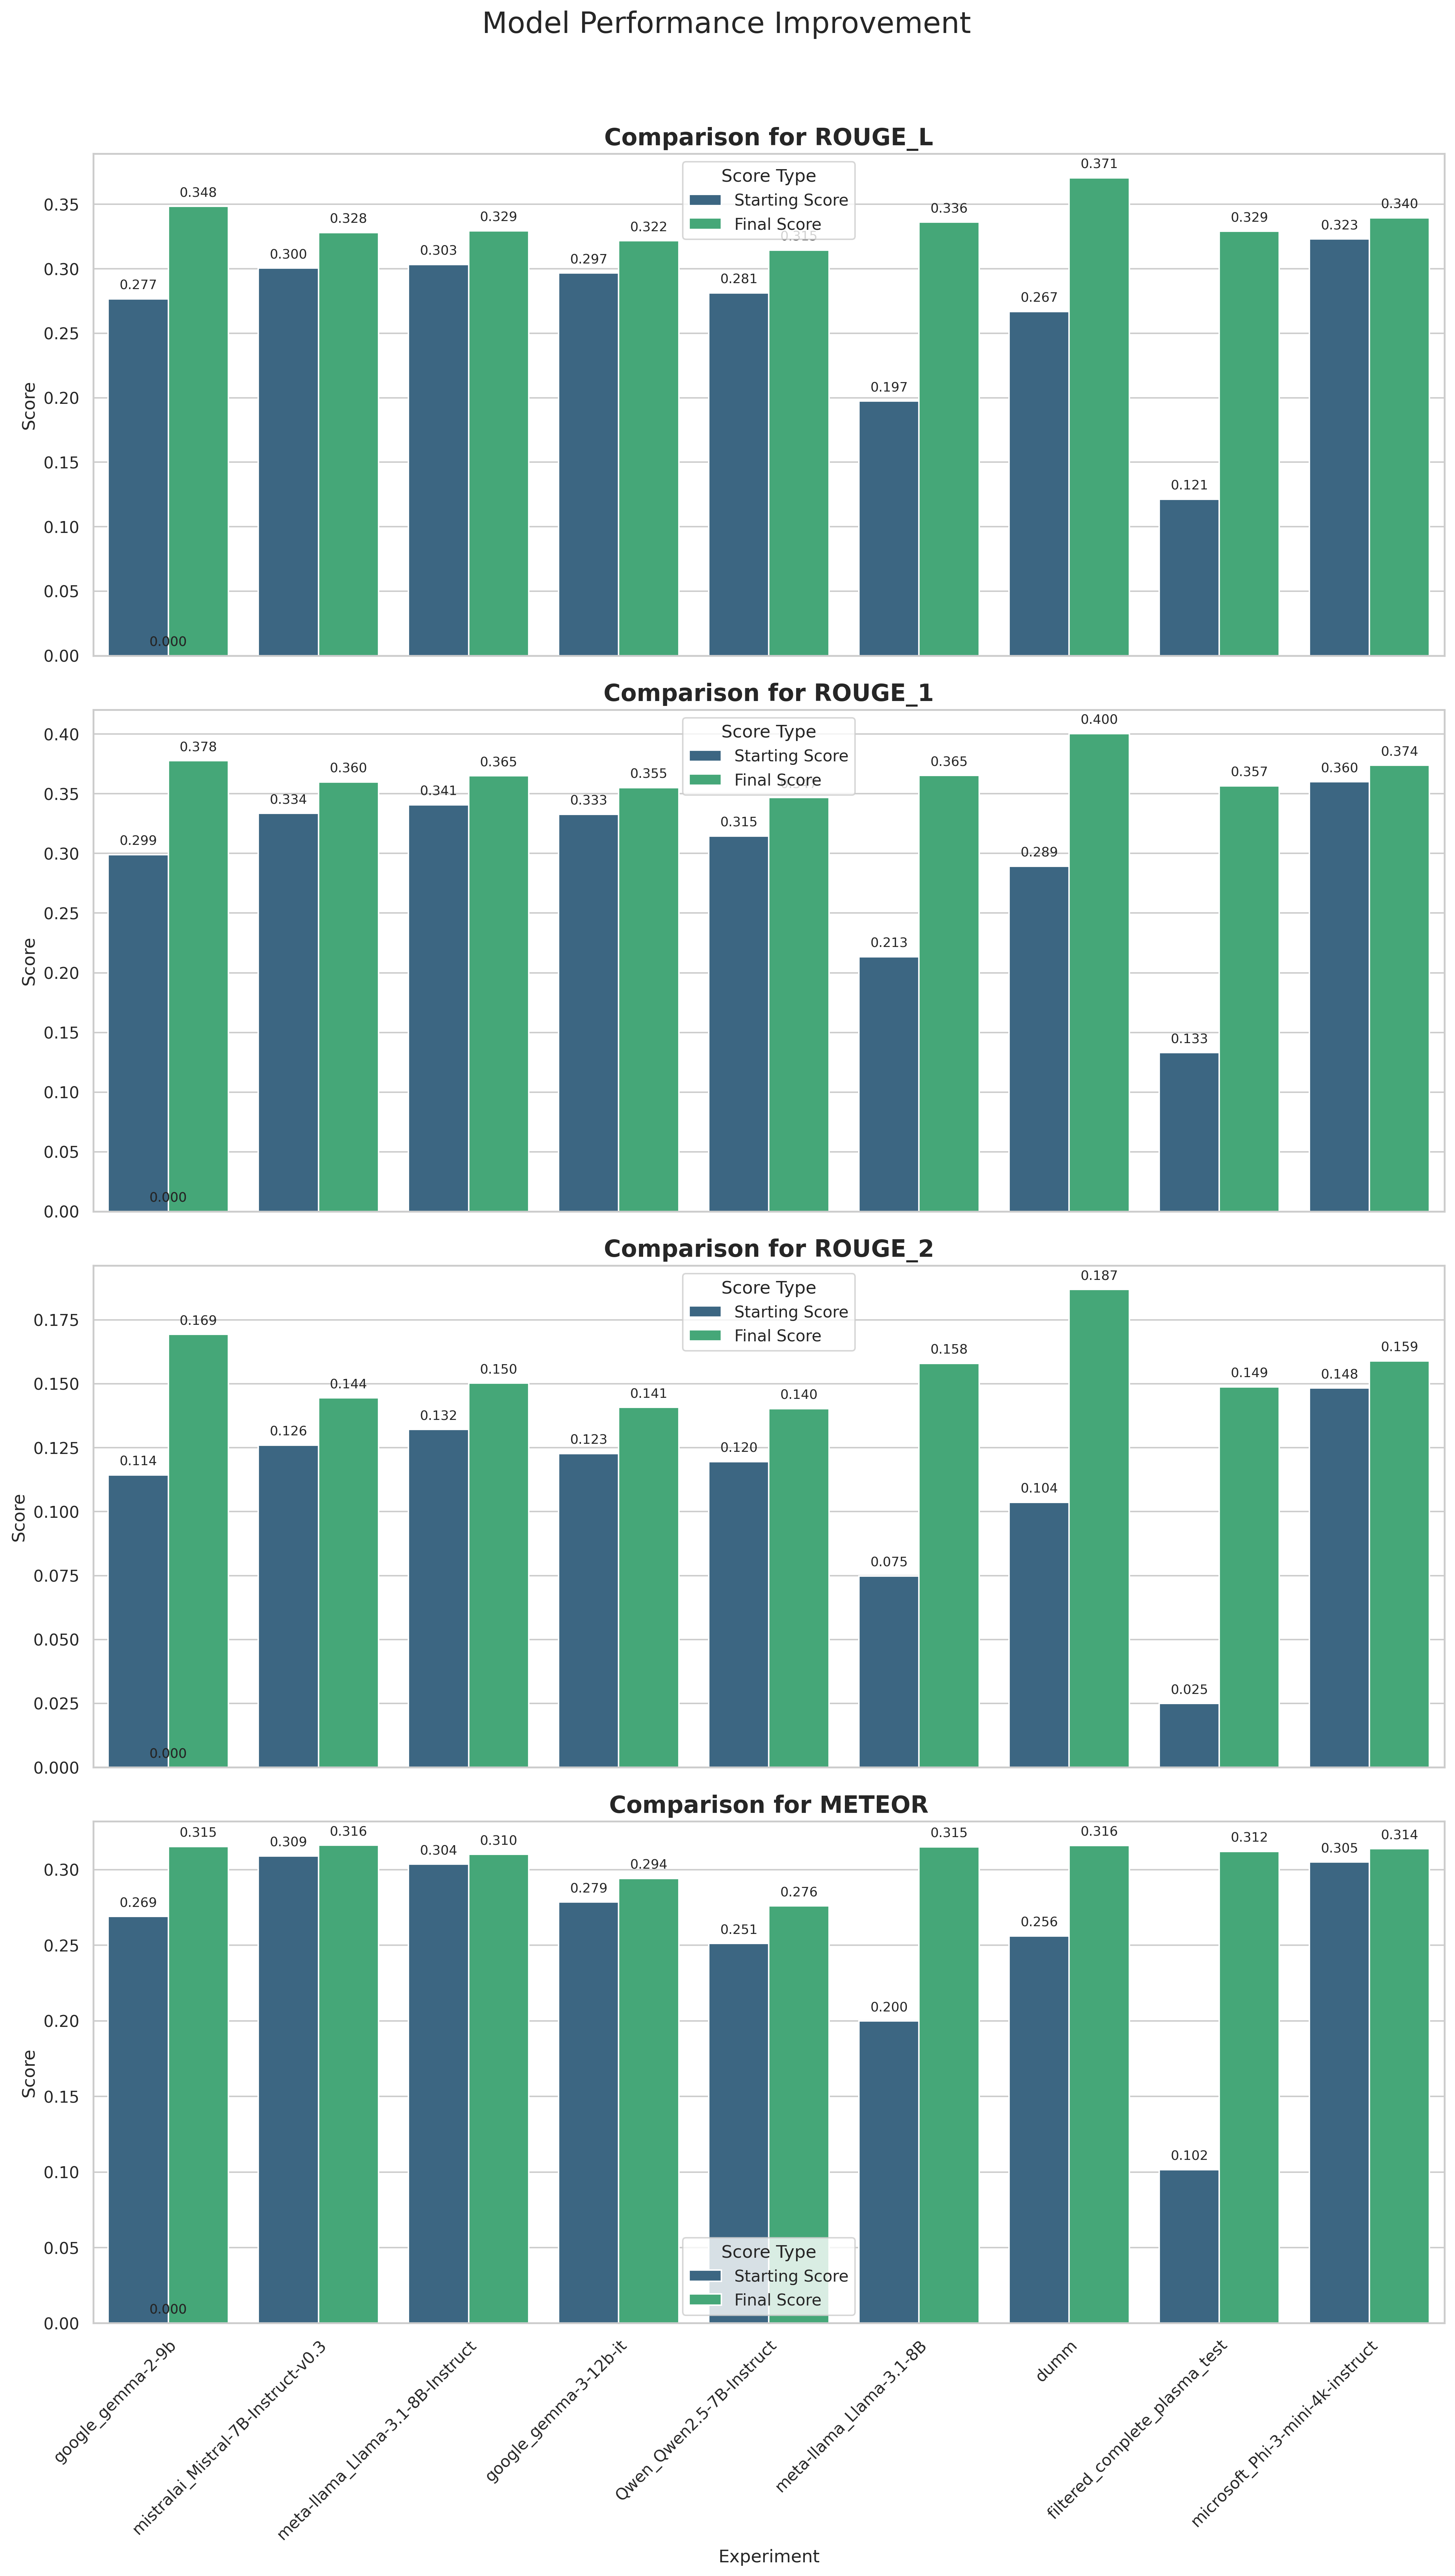 Model Performance Improvement
Comparison for ROUGE_L
Score Type
Starting Score
Final Score
Score
0.35
0.30
0.25
0.20
0.15
0.10
0.05
0.00
0.277 0.300 0.303 0.297 0.281 0.197 0.267 0.121 0.323
0.348 0.328 0.329 0.322 0.315 0.336 0.371 0.329 0.340
0.000
Comparison for ROUGE_1
Score Type
Starting Score
Final Score
Score
0.40
0.35
0.30
0.25
0.20
0.15
0.10
0.05
0.00
0.299 0.334 0.341 0.333 0.315 0.213 0.289 0.133 0.360
0.378 0.360 0.365 0.355 0.365 0.400 0.357 0.374
0.000
Comparison for ROUGE_2
Score Type
Starting Score
Final Score
Score
0.175
0.150
0.125
0.100
0.075
0.050
0.025
0.000
0.114 0.126 0.132 0.123 0.120 0.075 0.104 0.025 0.148
0.169 0.144 0.150 0.141 0.140 0.158 0.187 0.149 0.159
0.000
Comparison for METEOR
Score Type
Starting Score
Final Score
Score
0.30
0.25
0.20
0.15
0.10
0.05
0.00
0.269 0.309 0.304 0.279 0.251 0.200 0.256 0.102 0.305
0.315 0.316 0.310 0.294 0.276 0.315 0.316 0.312 0.314
0.000
google_gemma-2-9b
mistralai_Mistral-7B-Instruct-v0.3
meta-llama_Llama-3.1-8B-Instruct
google_gemma-3-12b-it
Qwen_Qwen2.5-7B-Instruct
meta-llama_Llama-3.1-8B
dumm
filtered_complete_plasma_test
microsoft_Phi-3-mini-4k-instruct
Experiment